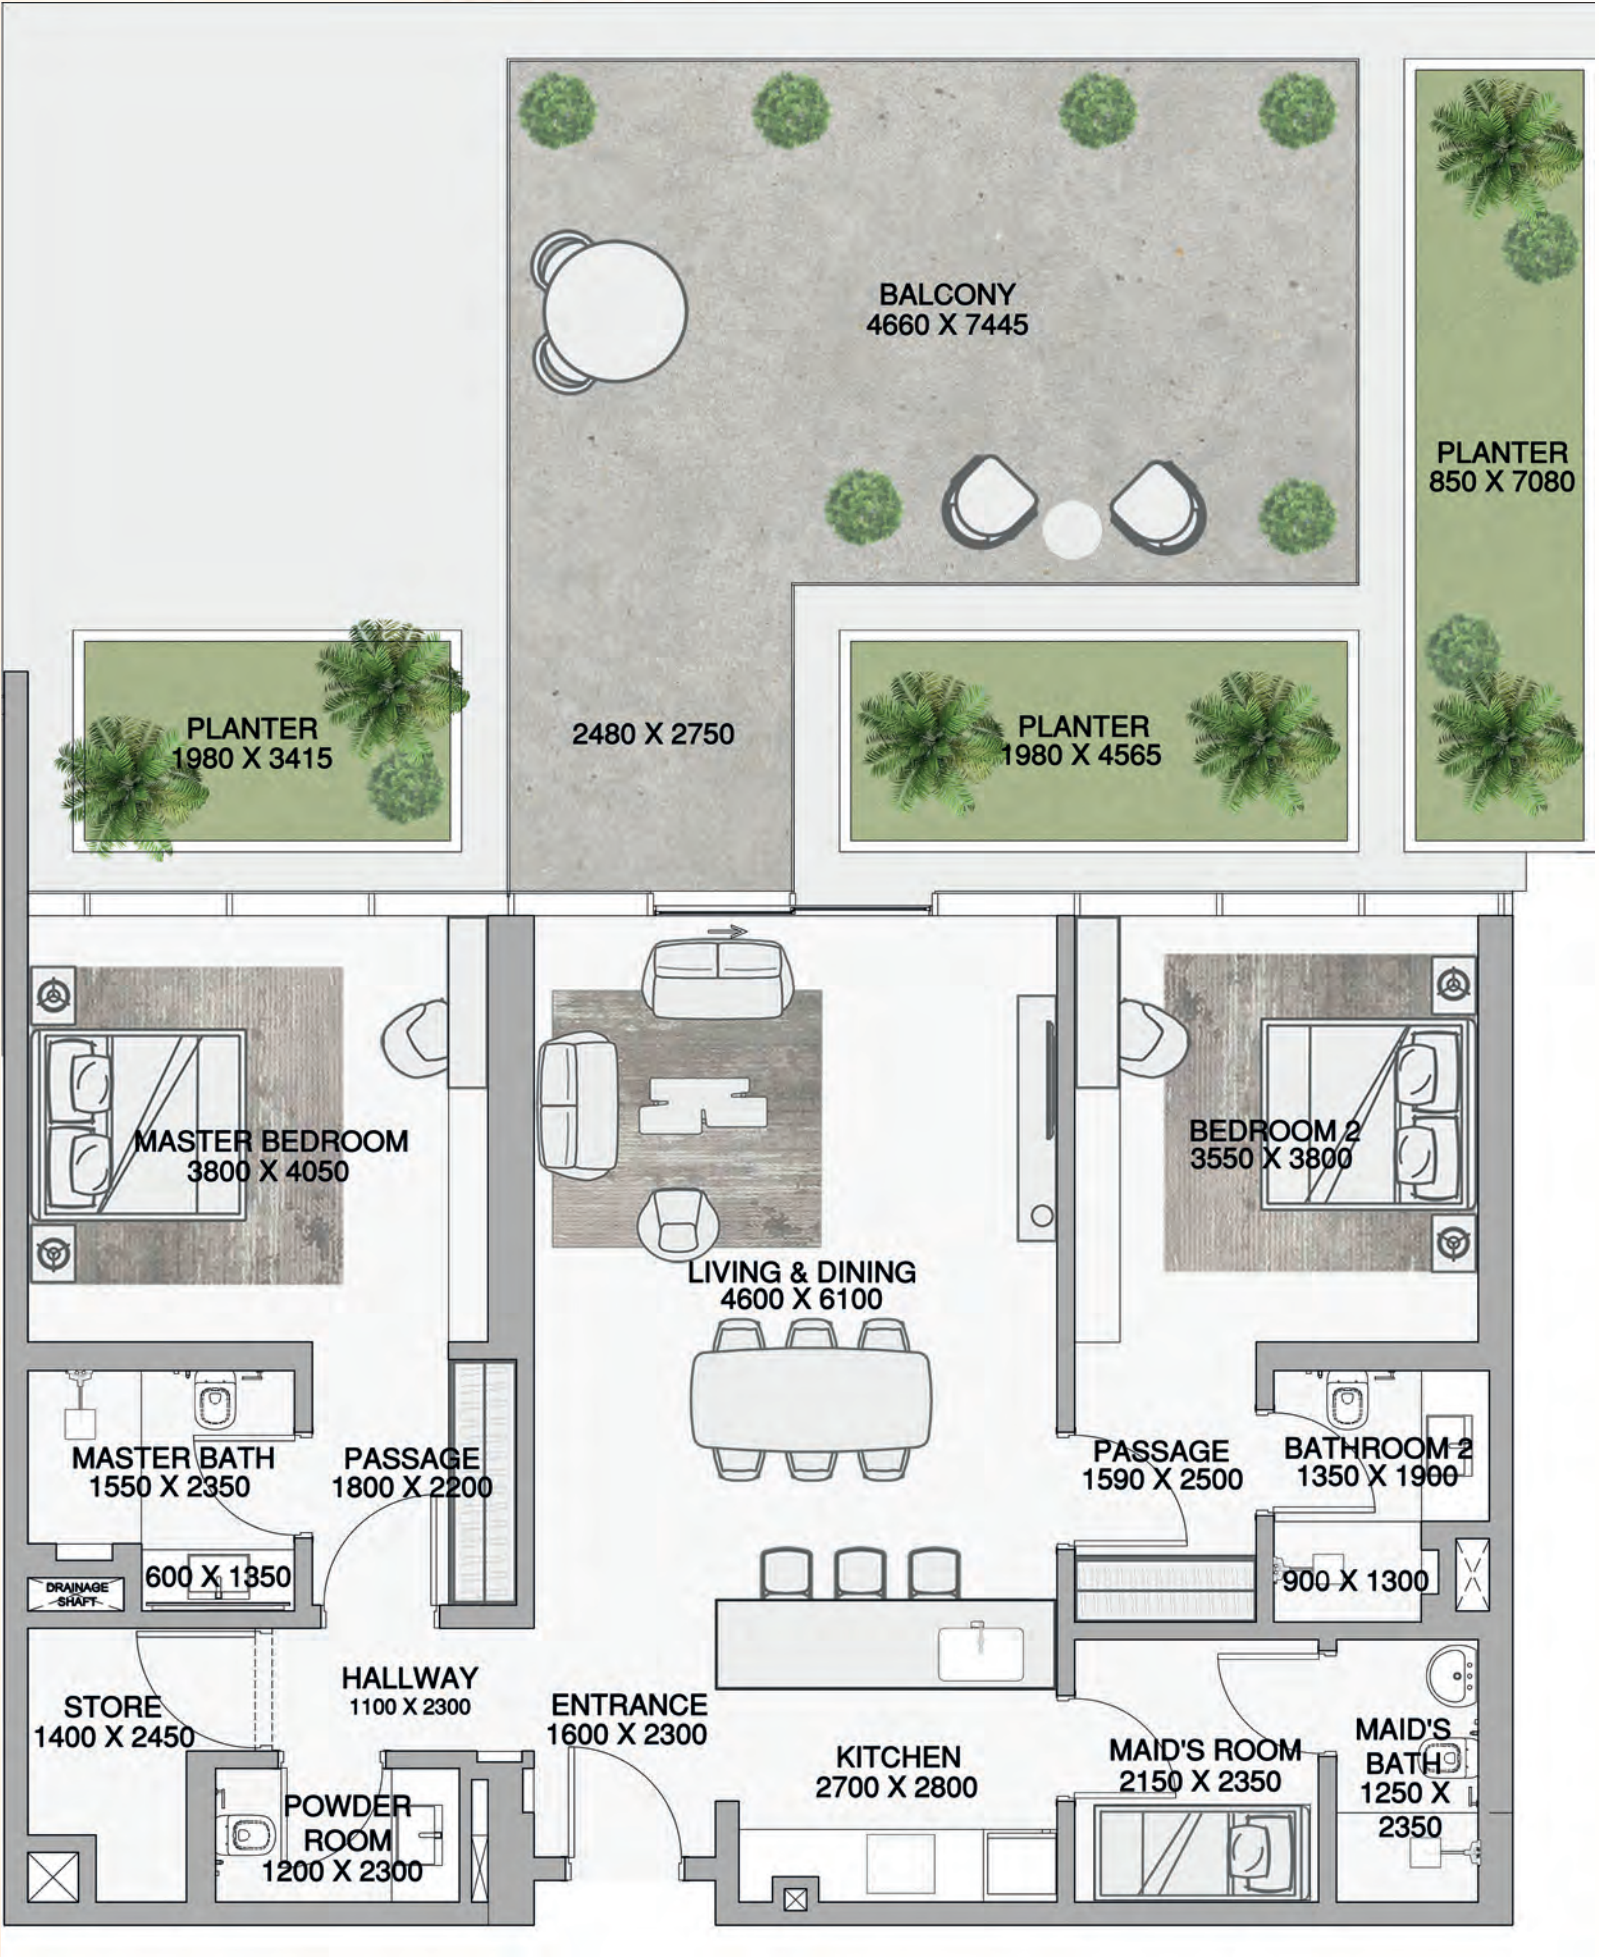 BALCONY
4660 X 7445
PLANTER
850 X 7080
PLANTER
1980 X 3415
2480 X 2750
PLANTER
1980 X 4565
MASTER BEDROOM
3800 X 4050
BEDROOM 2
3550 X 3800
LIVING & DINING
4600 X 6100
MASTER BATH
1550 X 2350
PASSAGE
1800 X 2200
PASSAGE
1590 X 2500
BATHROOM 2
1350 X 1900
DRAINAGE
SHAFT
600 X 1350
900 X 1300
STORE
1400 X 2450
HALLWAY
1100 X 2300
ENTRANCE
1600 X 2300
KITCHEN
2700 X 2800
MAID'S ROOM
2150 X 2350
MAID'S
BATH
1250 X
2350
POWDER
ROOM
1200 X 2300